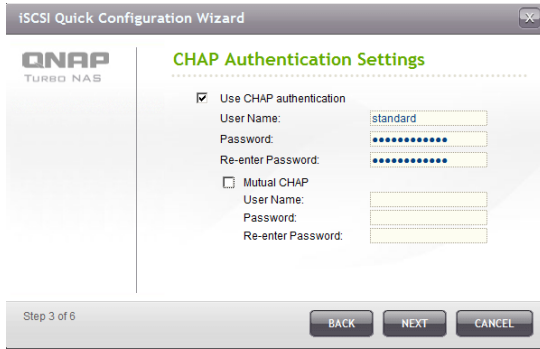 iSCSI Quick Configuration Wizard
X
QNAP
TURBO NAS
CHAP Authentication Settings
Use CHAP authentication
User Name: standard
Password: ••••••••••••
Re-enter Password: ••••••••••••
Mutual CHAP
User Name:
Password:
Re-enter Password:
Step 3 of 6
BACK NEXT CANCEL